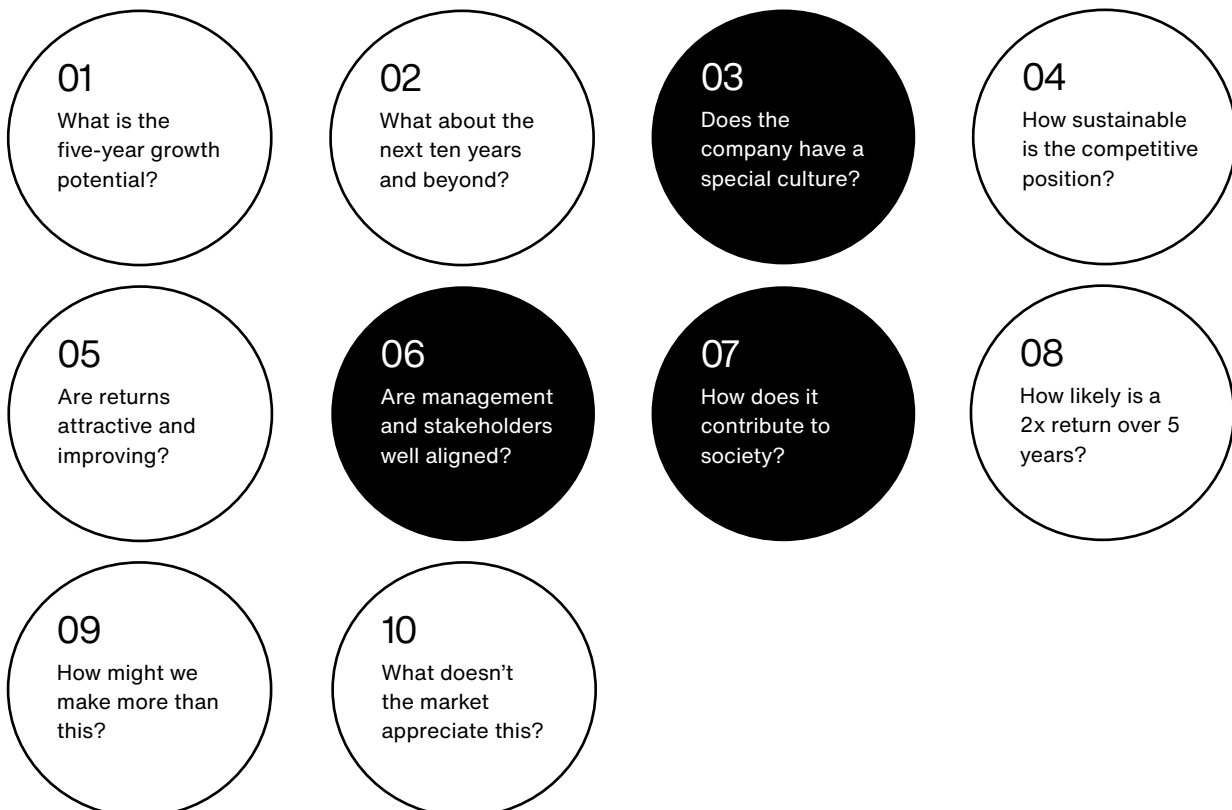 01
What is the
five-year growth
potential?
02
What about the
next ten years
and beyond?
03
Does the
company have a
special culture?
04
How sustainable
is the competitive
position?
05
Are returns
attractive and
improving?
06
Are management
and stakeholders
well aligned?
07
How does it
contribute to
society?
08
How likely is a
2x return over 5
years?
09
How might we
make more than
this?
10
What doesn’t
the market
appreciate this?